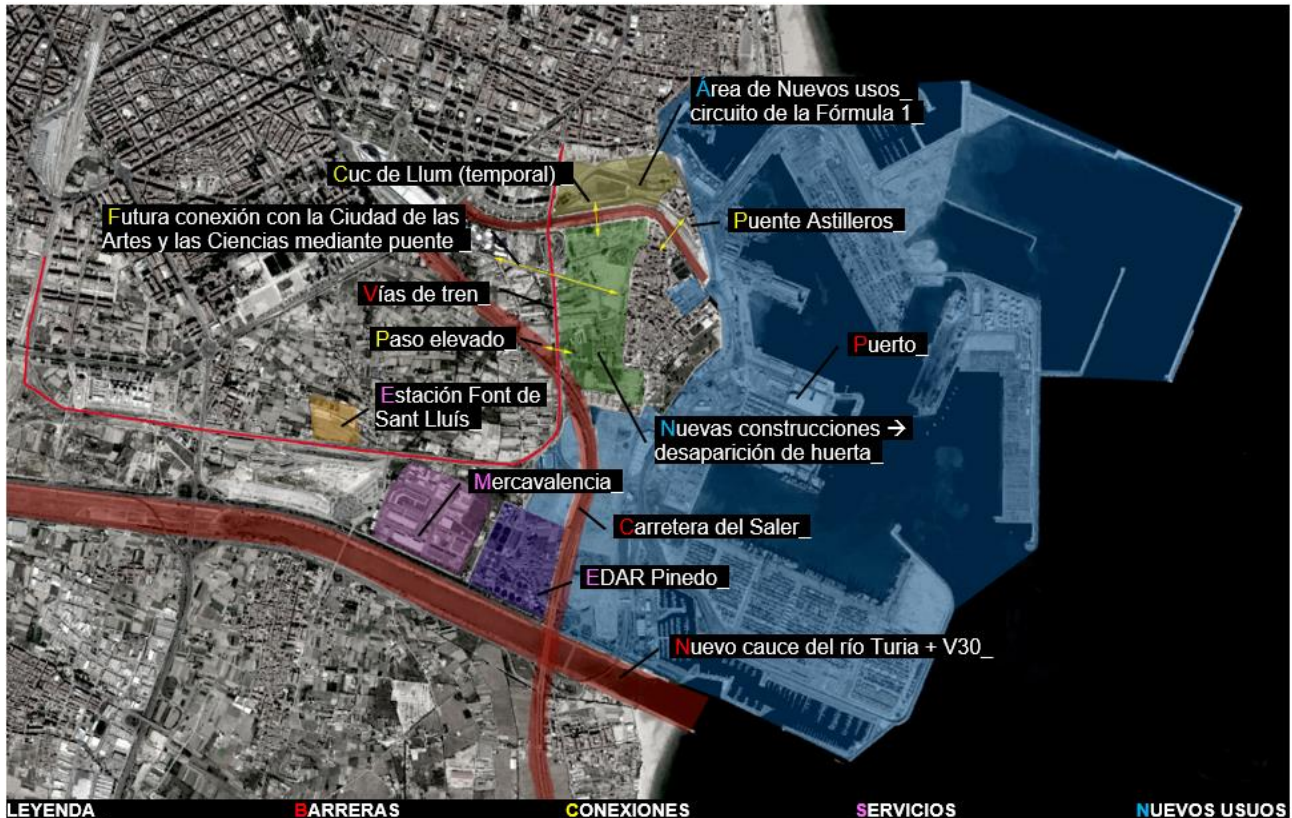 Área de Nuevos usos_
circuito de la Fórmula 1_
Cuc de Llum (temporal)_
Futura conexión con la Ciudad de las
Artes y las Ciencias mediante puente_
Puente Astilleros_
Vías de tren_
Paso elevado_
Puerto_
Estación Font de
Sant Lluís
Nuevas construcciones →
desaparición de huerta_
Mercavalencia_
Carretera del Saler_
EDAR Pinedo_
Nuevo cauce del río Turia + V30_
LEYENDA BARRERAS CONEXIONES SERVICIOS NUEVOS USUOS